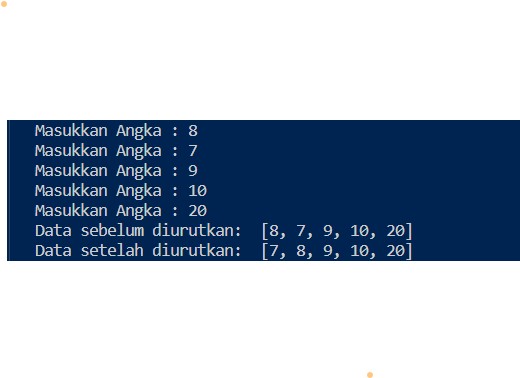 Masukkan Angka : 8
Masukkan Angka : 7
Masukkan Angka : 9
Masukkan Angka : 10
Masukkan Angka : 20
Data sebelum diurutkan:  [8, 7, 9, 10, 20]
Data setelah diurutkan:  [7, 8, 9, 10, 20]